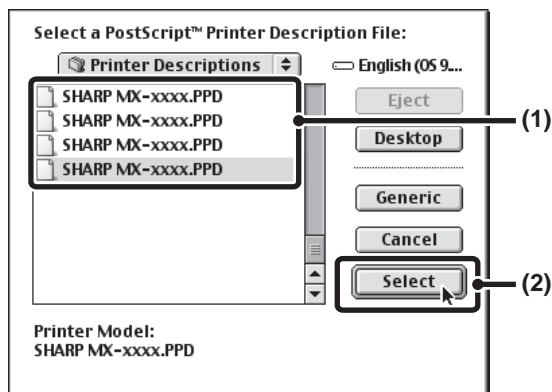 Select a PostScript™ Printer Description File:
Printer Descriptions
English (OS 9....
SHARP MX-xxxx.PPD
SHARP MX-xxxx.PPD
SHARP MX-xxxx.PPD
SHARP MX-xxxx.PPD
Eject
Desktop
Generic
Cancel
Select
(1)
(2)
Printer Model:
SHARP MX-xxxx.PPD